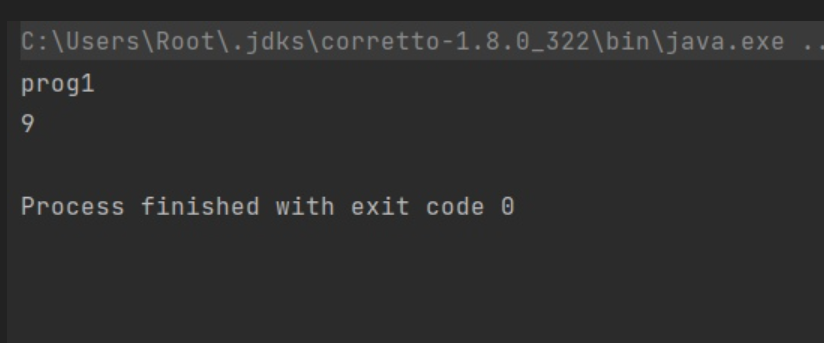 C:\Users\Root\.jdks\corretto-1.8.0_322\bin\java.exe ..
prog1
9
Process finished with exit code 0